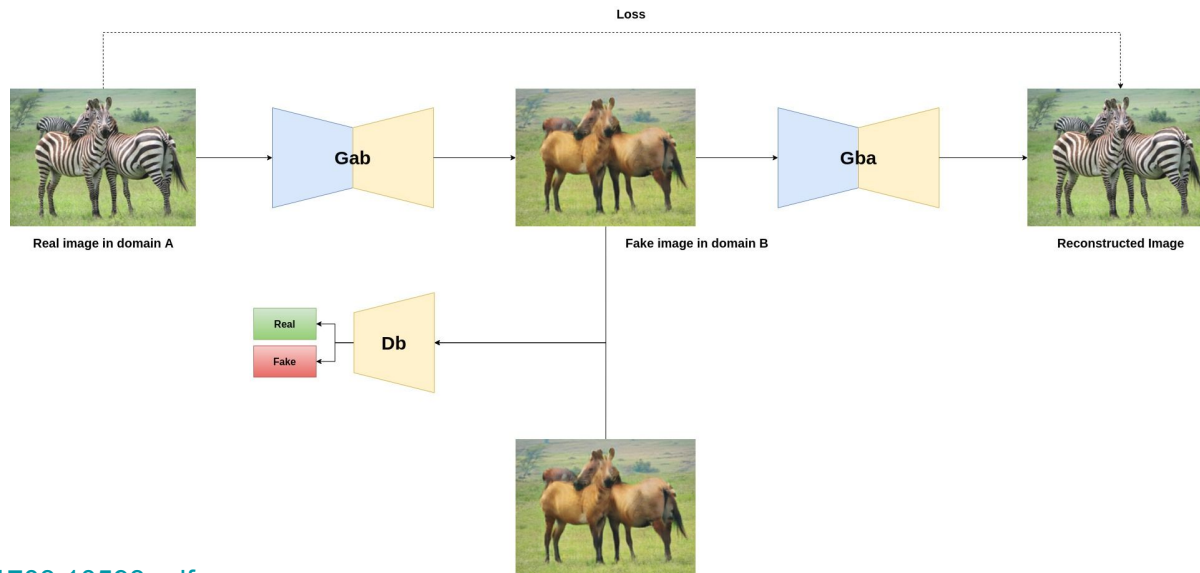 Loss
Gab
Gba
Real image in domain A
Fake image in domain B
Reconstructed Image
Real
Db
Fake